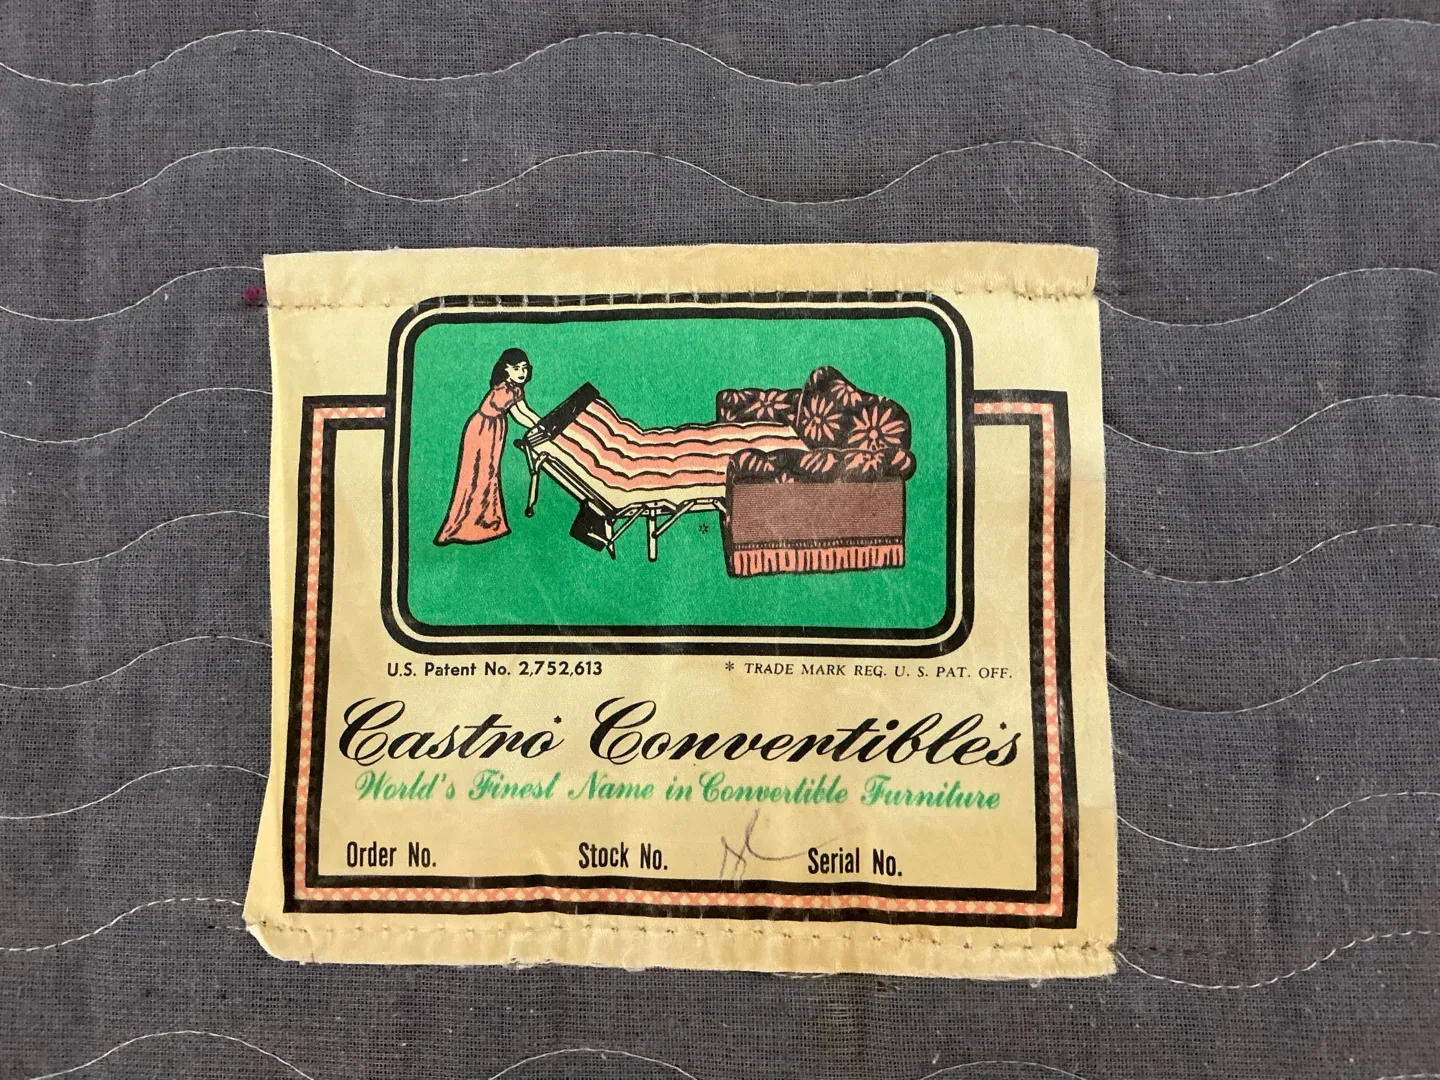 U.S. Patent No. 2,752,613
* TRADE MARK REG. U. S. PAT. OFF.
Castro* Convertibles*
World's Finest Name in Convertible Furniture
Order No. Stock No. Serial No.